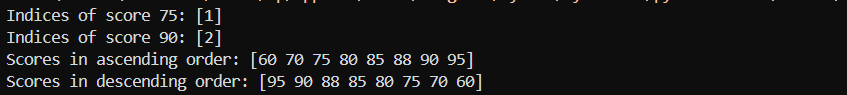 Indices of score 75: [1]
Indices of score 90: [2]
Scores in ascending order: [60 70 75 80 85 88 90 95]
Scores in descending order: [95 90 88 85 80 75 70 60]